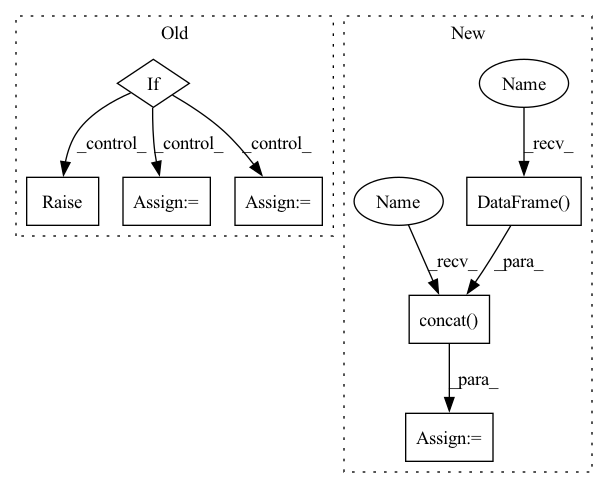 Old
New
If
Name
_control_
_control_
_control_
_recv_
Raise
Assign:=
Assign:=
Name
DataFrame()
_recv_
_para_
concat()
_para_
Assign:=